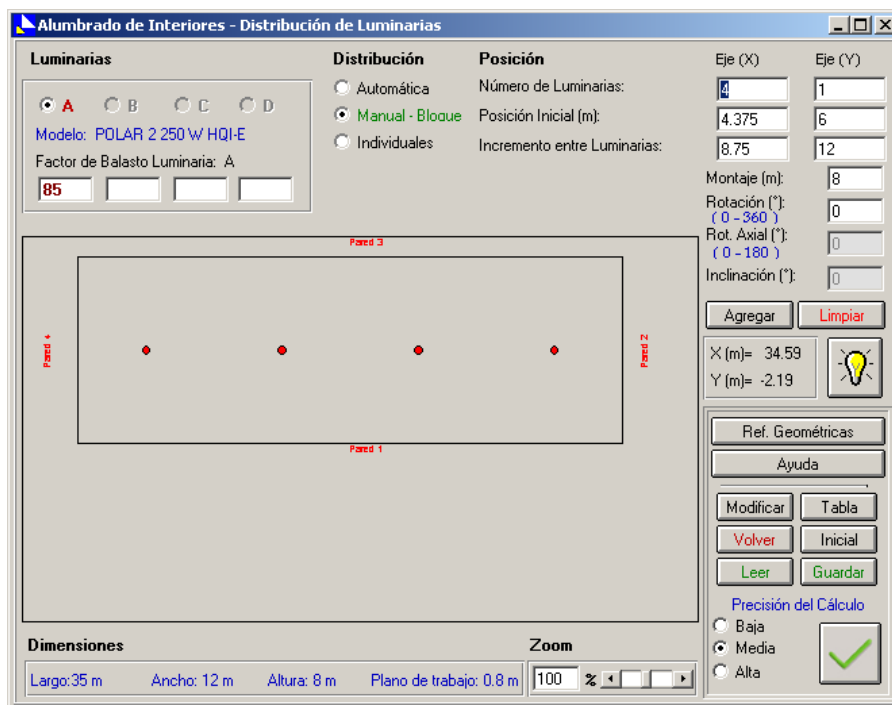 Alumbrado de Interiores - Distribución de Luminarias
Luminarias
A B C D
Modelo: POLAR 2 250 W HQI-E
Factor de Balasto Luminaria: A
85
Distribución
Automática
Manual - Bloque
Individuales
Posición Eje (X) Eje (Y)
Número de Luminarias: 4 1
Posición Inicial (m): 4.375 6
Incremento entre Luminarias: 8.75 12
Montaje (m): 8
Rotación (°): 0
( 0 - 360 )
Rot. Axial (°): 0
( 0 - 180 )
Inclinación (°): 0
Agregar Limpiar
X (m)= 34.59
Y (m)= -2.19
Pared 3
Pared 4
Pared 2
Pared 1
Ref. Geométricas
Ayuda
Modificar Tabla
Volver Inicial
Leer Guardar
Precisión del Cálculo
Baja
Media
Alta
Dimensiones
Largo:35 m Ancho: 12 m Altura: 8 m Plano de trabajo: 0.8 m
Zoom
100 %